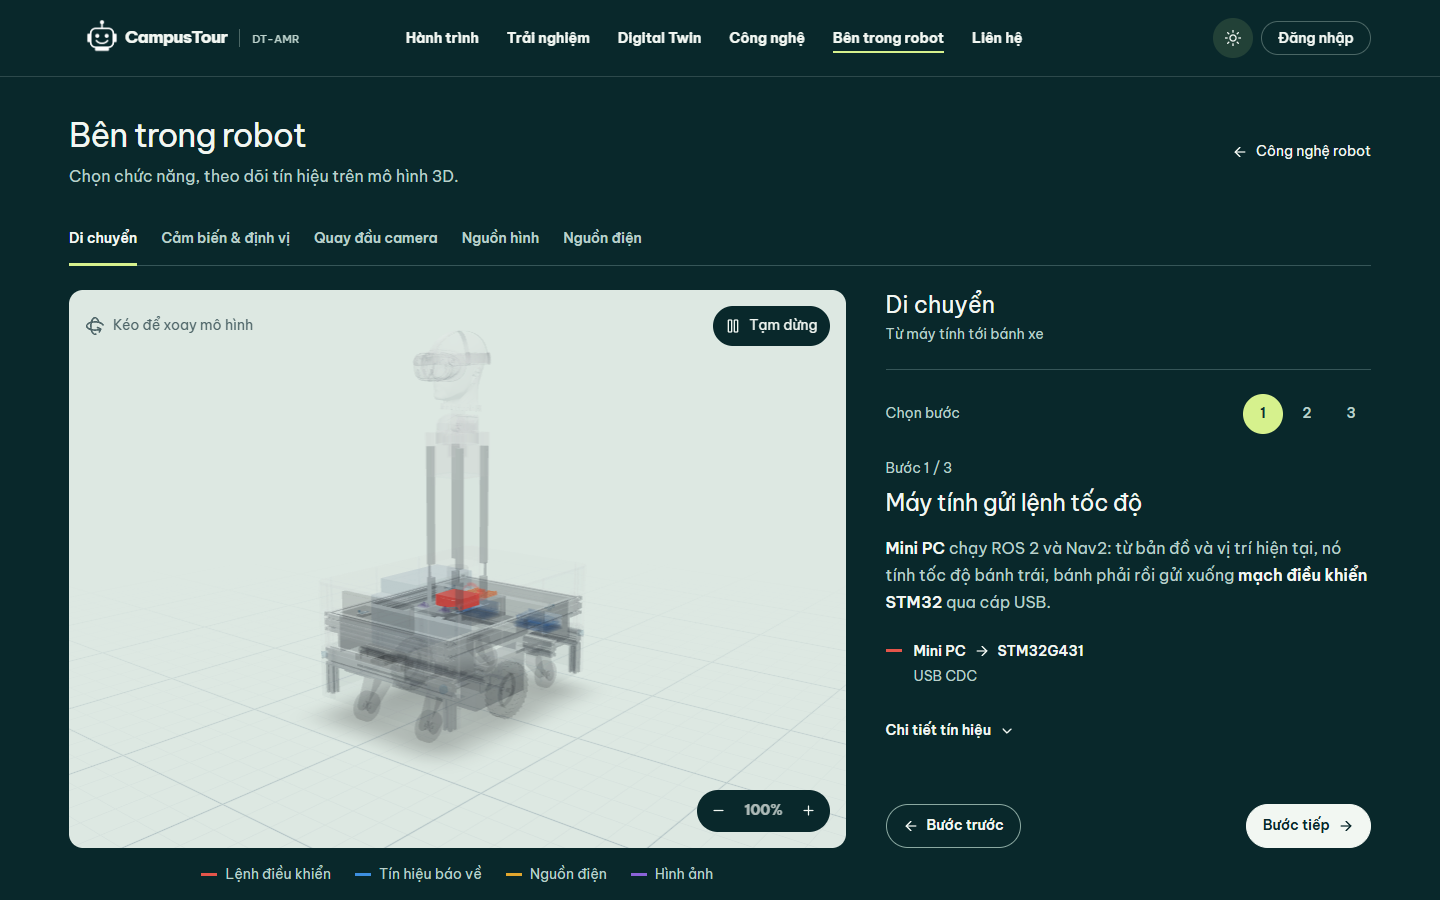 CampusTour
DT-AMR
Hành trình
Trải nghiệm
Digital Twin
Công nghệ
Bên trong robot
Liên hệ
Đăng nhập
Bên trong robot
Chọn chức năng, theo dõi tín hiệu trên mô hình 3D.
Công nghệ robot
Di chuyển
Cảm biến & định vị
Quay đầu camera
Nguồn hình
Nguồn điện
Kéo để xoay mô hình
Tạm dừng
100%
Lệnh điều khiển
Tín hiệu báo về
Nguồn điện
Hình ảnh
Di chuyển
Từ máy tính tới bánh xe
Chọn bước
1
2
3
Bước 1 / 3
Máy tính gửi lệnh tốc độ
Mini PC chạy ROS 2 và Nav2: từ bản đồ và vị trí hiện tại, nó
tính tốc độ bánh trái, bánh phải rồi gửi xuống mạch điều khiển
STM32 qua cáp USB.
Mini PC → STM32G431
USB CDC
Chi tiết tín hiệu
Bước trước
Bước tiếp